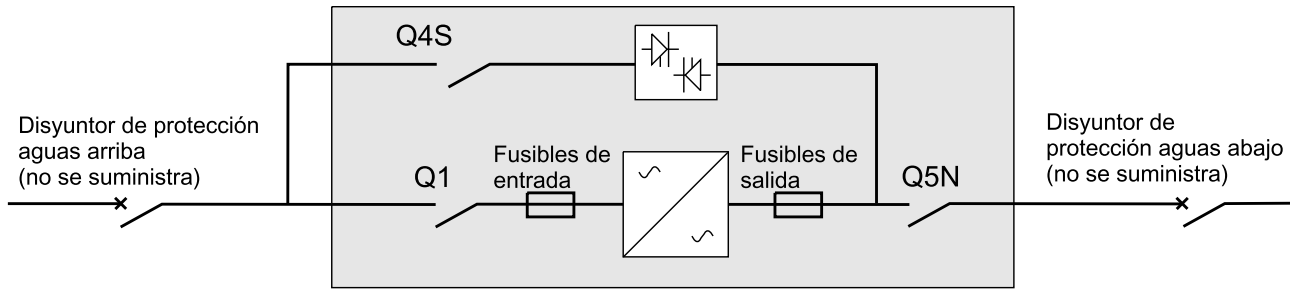 Q4S
Disyuntor de protección
aguas arriba
(no se suministra)
Q1
Fusibles de
entrada
Fusibles de
salida
Q5N
Disyuntor de
protección aguas abajo
(no se suministra)